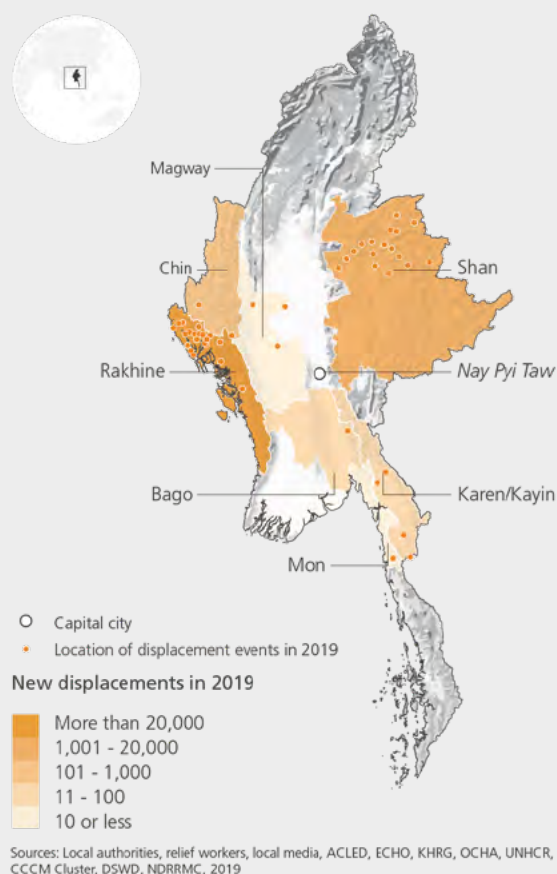 Magway
Chin
Shan
Rakhine
Nay Pyi Taw
Bago
Karen/Kayin
Mon
Capital city
Location of displacement events in 2019
New displacements in 2019
More than 20,000
1,001 - 20,000
101 - 1,000
11 - 100
10 or less
Sources: Local authorities, relief workers, local media, ACLED, ECHO, KHRG, OCHA, UNHCR,
CCCM Cluster, DSWD, NDRRMC, 2019